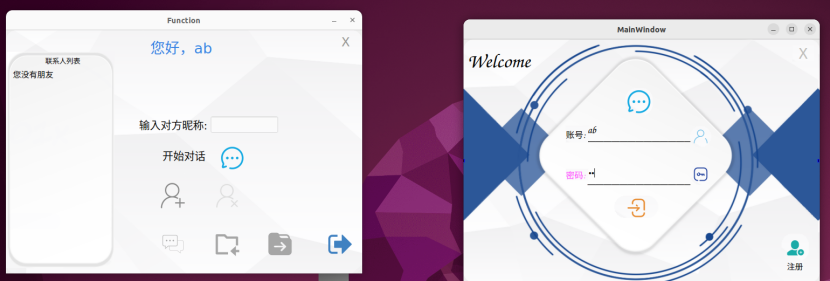 Function
您好，ab
X
联系人列表
您没有朋友
输入对方昵称:
开始对话
MainWindow
Welcome
X
账号: ab
密码: ••
注册